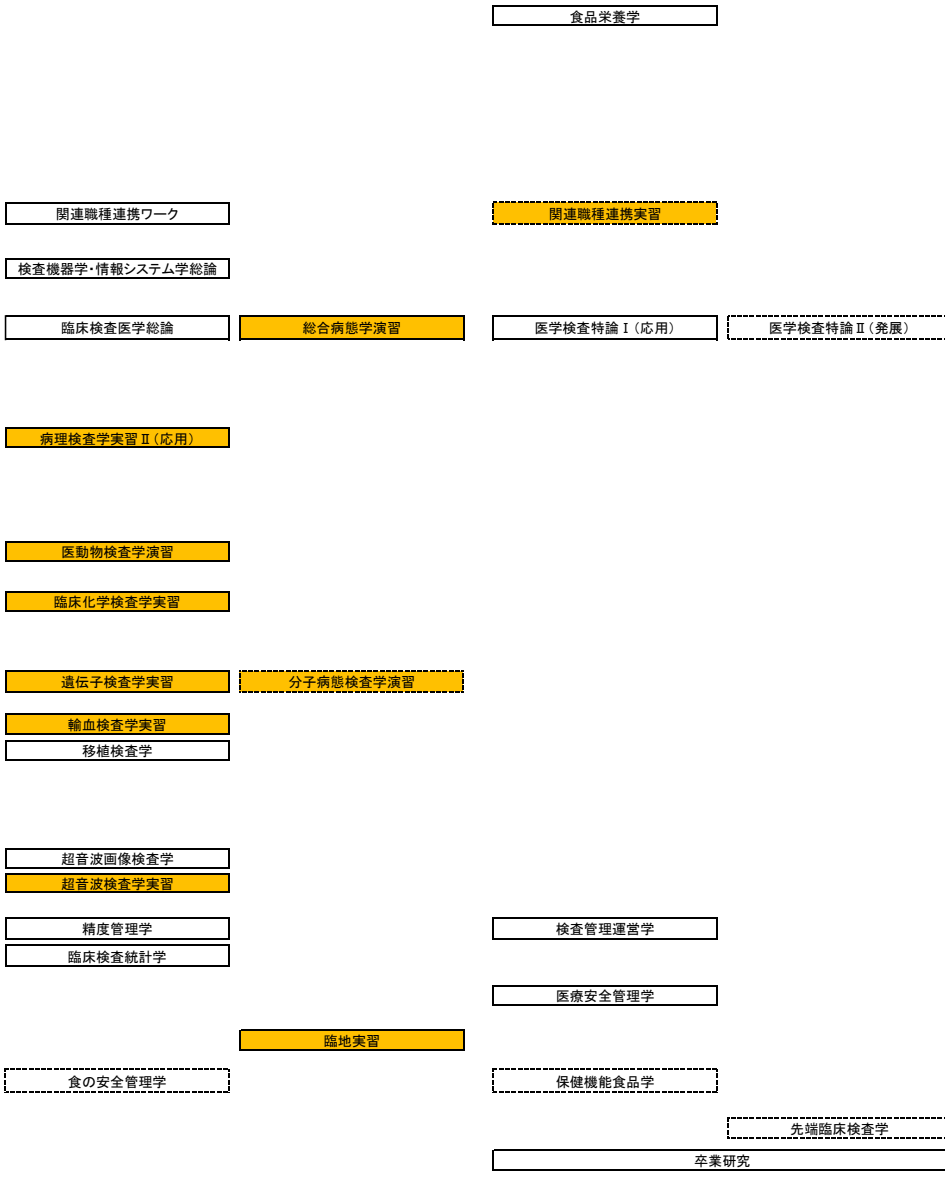 食品栄養学
関連職種連携ワーク
関連職種連携実習
検査機器学・情報システム学総論
臨床検査医学総論
総合病態学演習
医学検査特論Ⅰ（応用）
医学検査特論Ⅱ（発展）
病理検査学実習Ⅱ（応用）
医動物検査学演習
臨床化学検査学実習
遺伝子検査学実習
分子病態検査学演習
輸血検査学実習
移植検査学
超音波画像検査学
超音波検査学実習
精度管理学
検査管理運営学
臨床検査統計学
医療安全管理学
臨地実習
食の安全管理学
保健機能食品学
先端臨床検査学
卒業研究